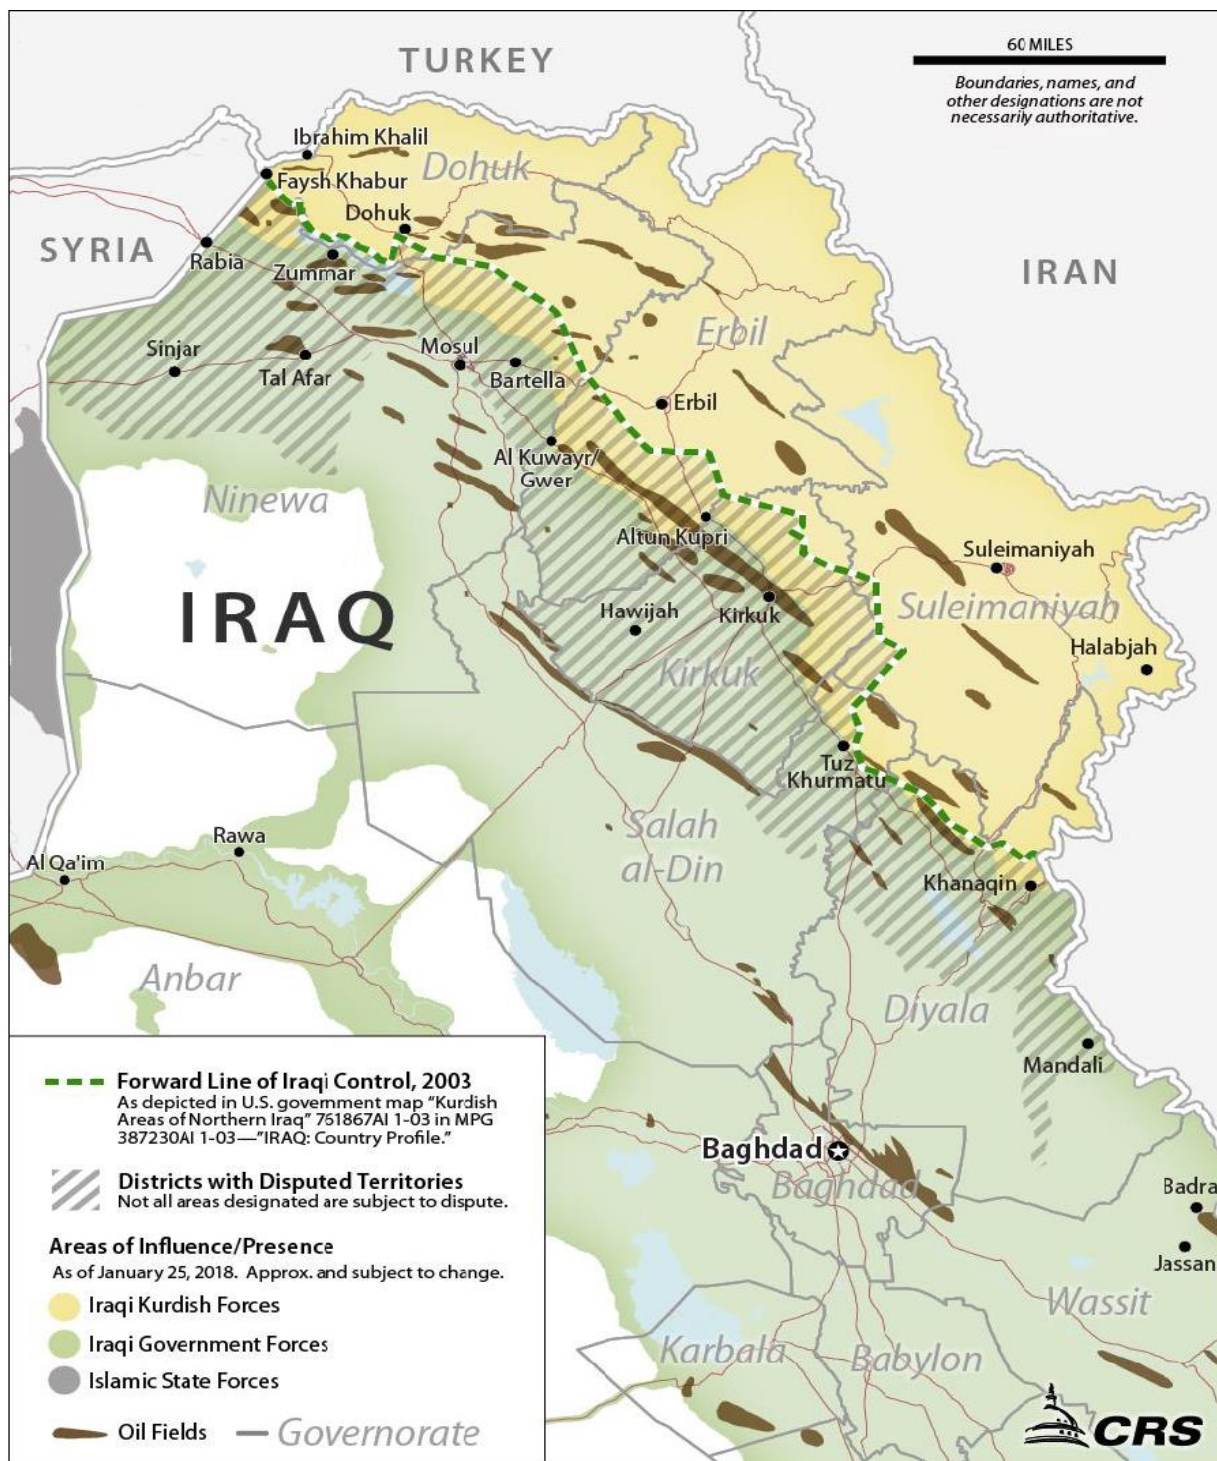 TURKEY
60 MILES
Boundaries, names, and
other designations are not
necessarily authoritative.
Ibrahim Khalil
Dohuk
Faysh Khabur
Dohuk
SYRIA
Rabia
Zummar
IRAN
Erbil
Sinjar
Mosul
Tal Afar
Bartella
Erbil
Al Kuwayr/
Gwer
Ninewa
Altun Kupri
Suleimaniyah
IRAQ
Hawijah
Kirkuk
Suleimaniyah
Halabjah
Kirkuk
Tuz
Khurmatu
Salah
al-Din
Rawa
Al Qa'im
Khanaqin
Anbar
Diyala
Mandali
Forward Line of Iraqi Control, 2003
As depicted in U.S. government map “Kurdish
Areas of Northern Iraq” 761867AI 1-03 in MPG
387230AI 1-03—”IRAQ: Country Profile.”
Districts with Disputed Territories
Not all areas designated are subject to dispute.
Areas of Influence/Presence
As of January 25, 2018. Approx. and subject to change.
Iraqi Kurdish Forces
Iraqi Government Forces
Islamic State Forces
Oil Fields
Governorate
Baghdad
Baghdad
Badra
Jassan
Wassit
Karbala
Babylon
CRS